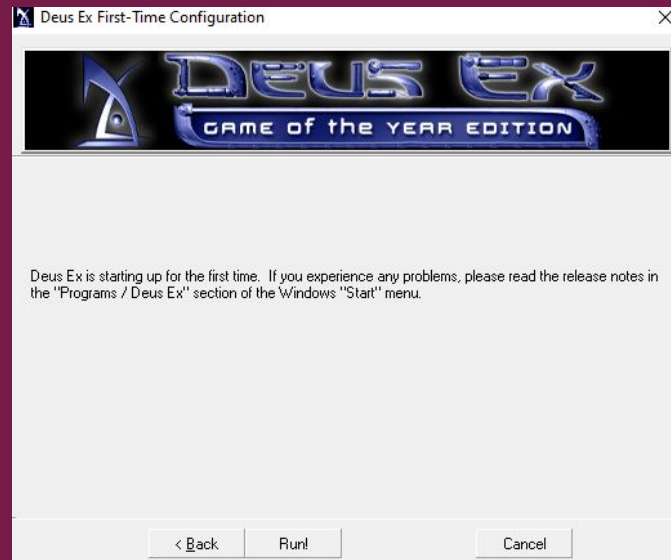 Deus Ex First-Time Configuration
DEUS EX
GAME OF the YEAR EDITION
Deus Ex is starting up for the first time.  If you experience any problems, please read the release notes in
the "Programs / Deus Ex" section of the Windows "Start" menu.
< Back
Run!
Cancel